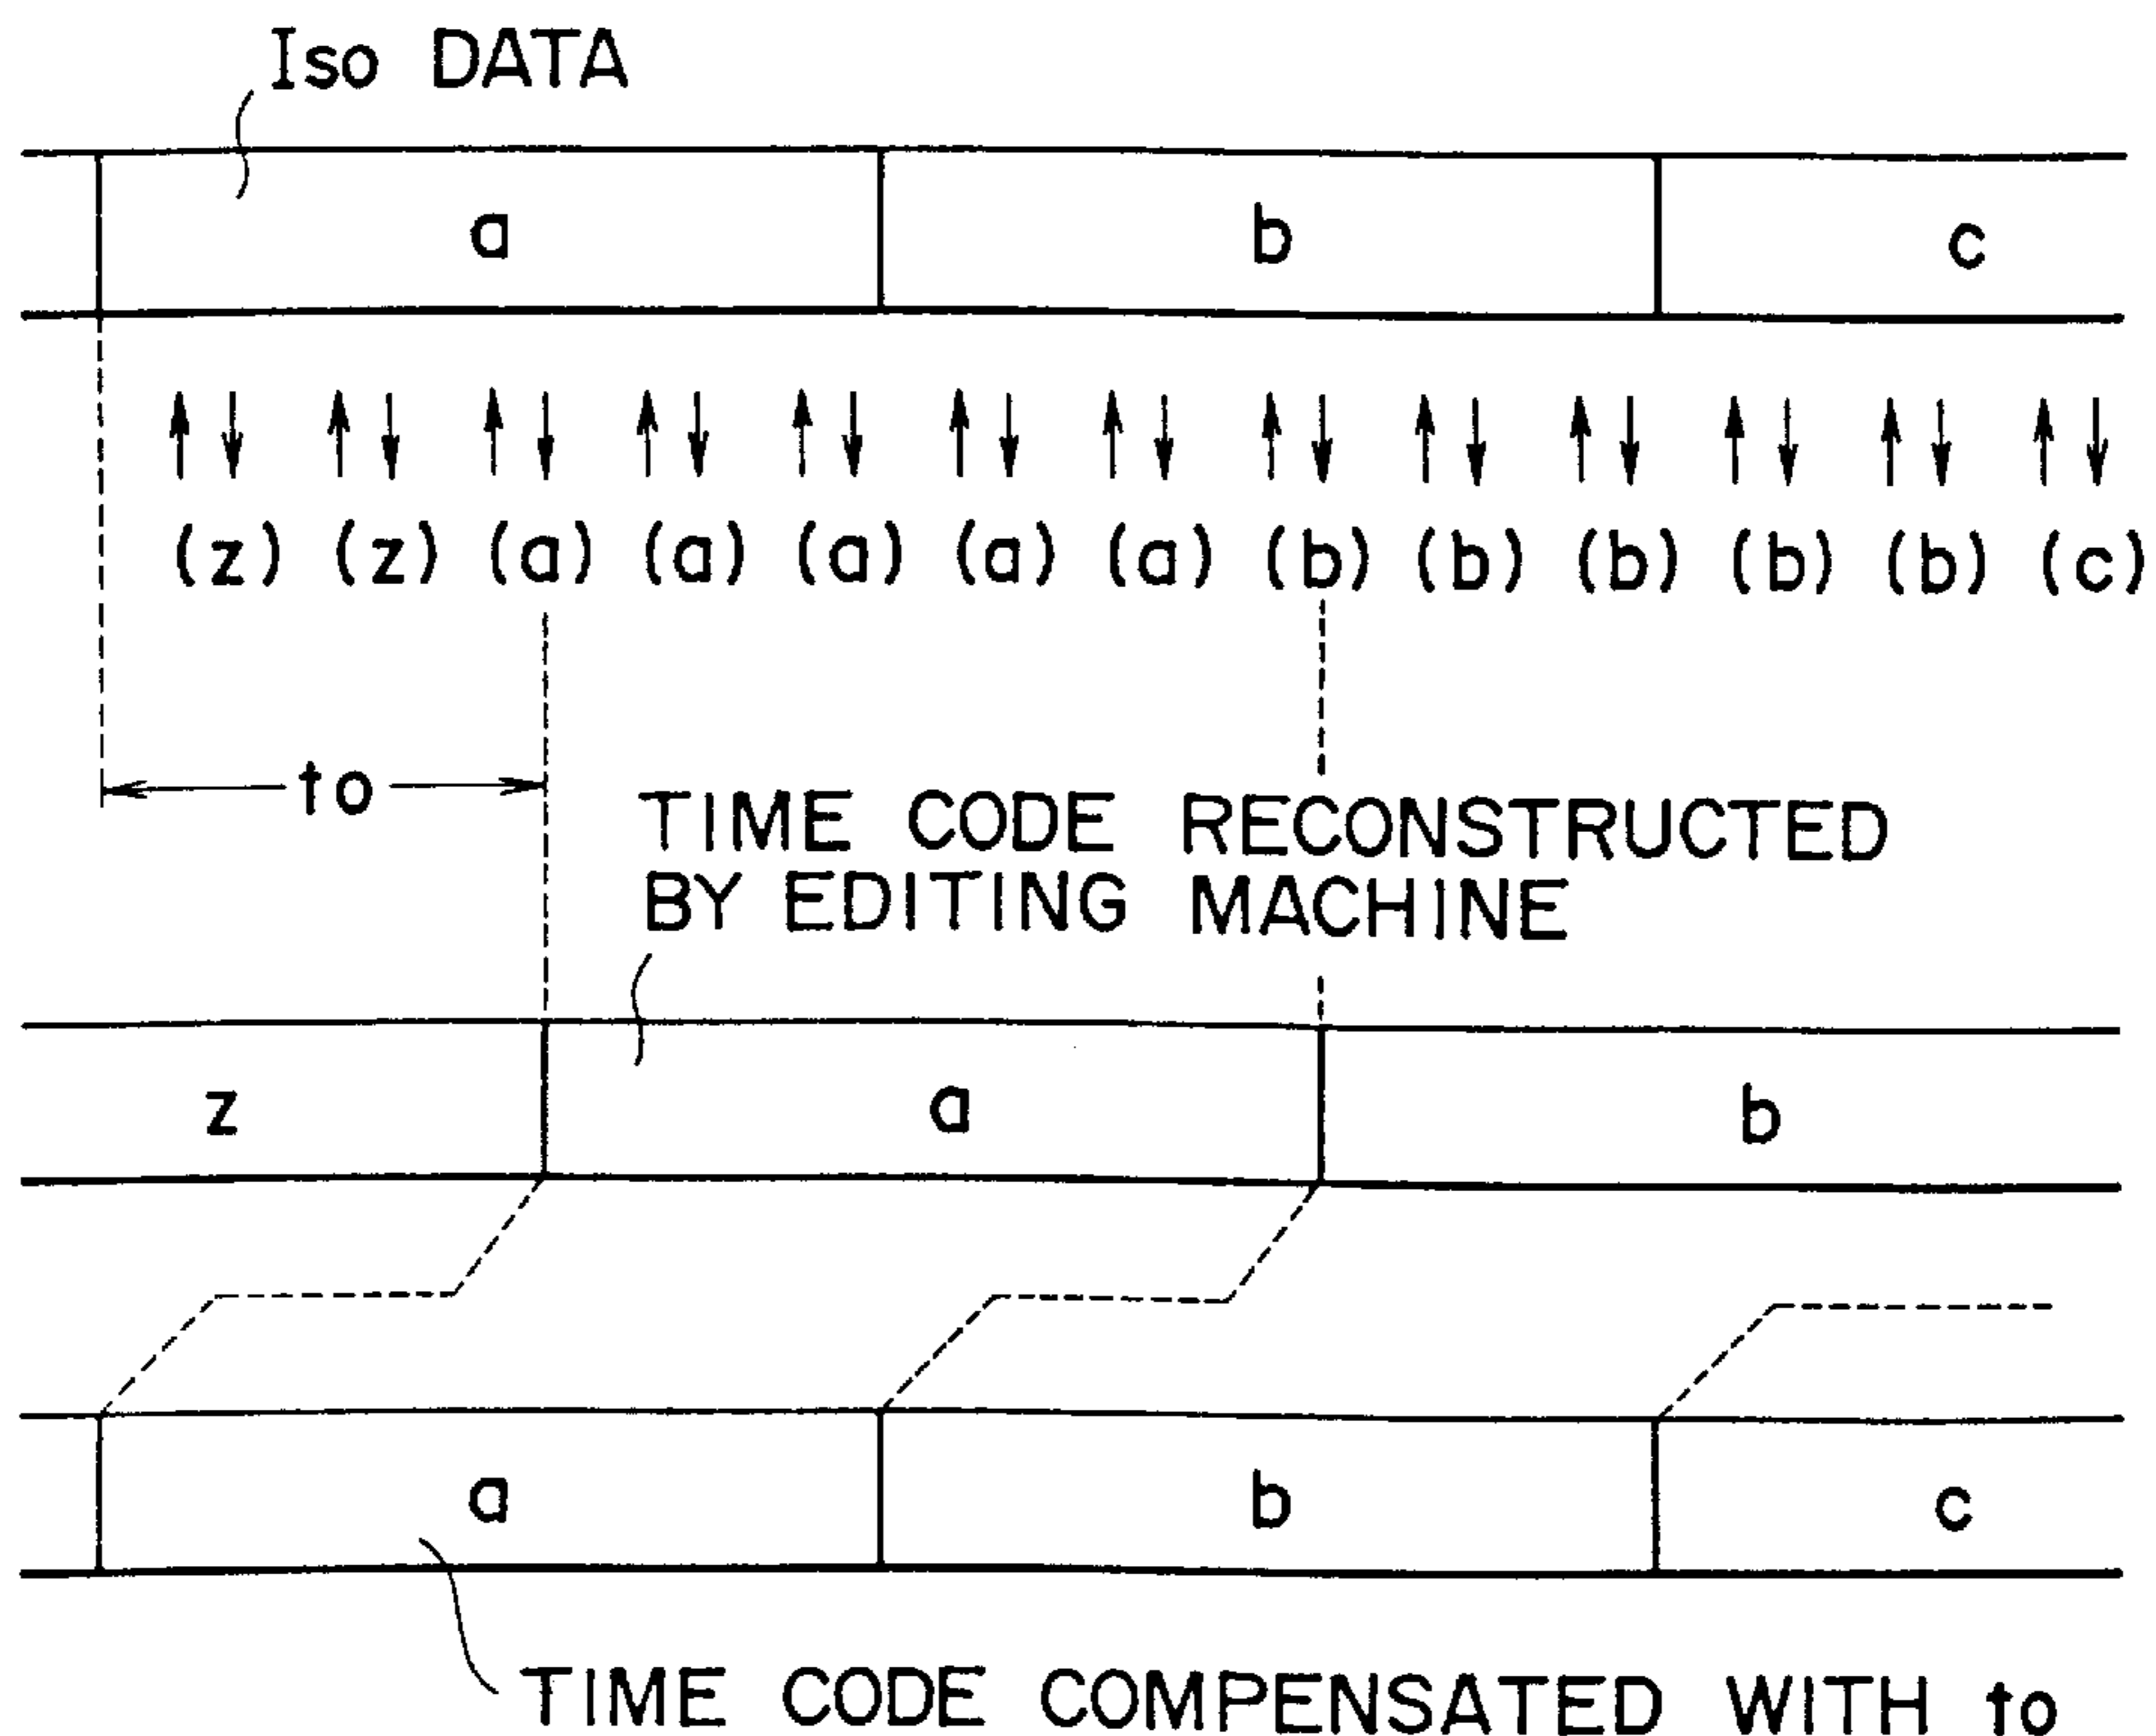 Iso DATA
a b c
(z) (z) (a) (a) (a) (a) (a) (b) (b) (b) (b) (b) (c)
to
TIME CODE RECONSTRUCTED
BY EDITING MACHINE
z a b
a b c
TIME CODE COMPENSATED WITH to